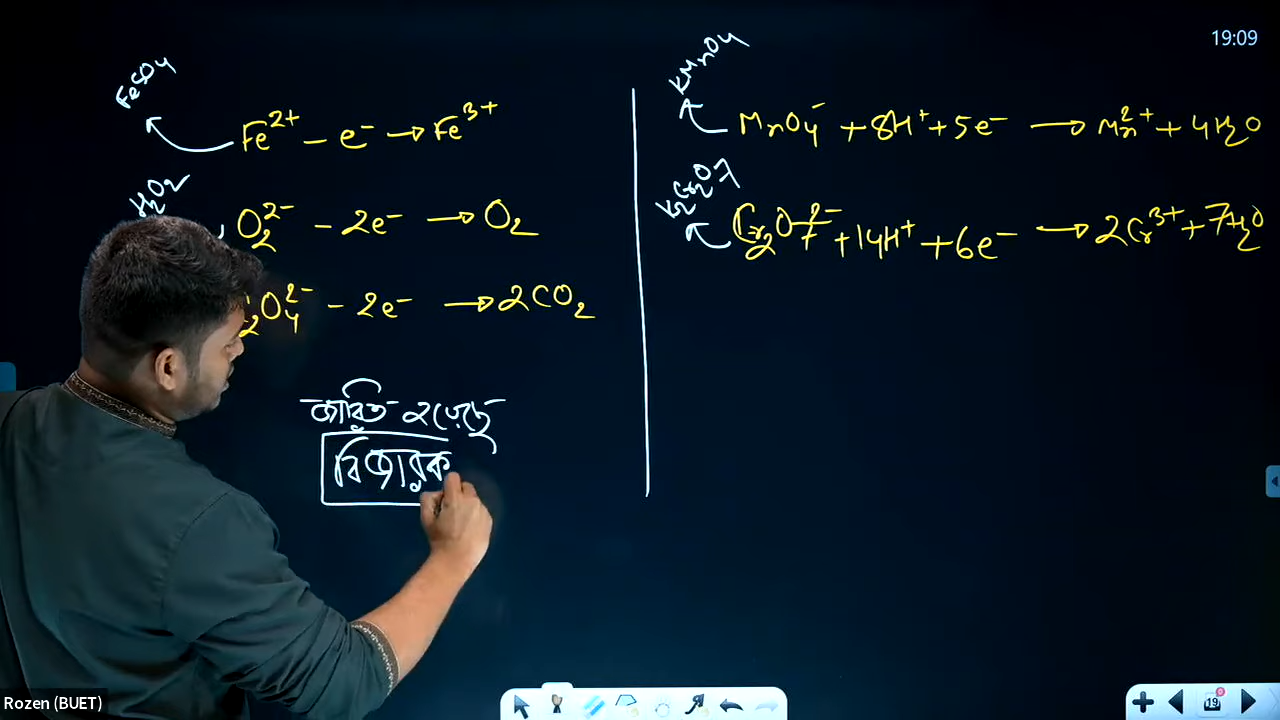 19:09
FeSO4
Fe²⁺ – e⁻ → Fe³⁺
H2O2
O₂²⁻ – 2e⁻ → O₂
₂O₄²⁻ – 2e⁻ → 2CO₂
জারিত হয়েছে
বিজারক
KMnO4
MnO₄⁻ + 8H⁺ + 5e⁻ → Mn²⁺ + 4H₂O
K₂Cr₂O7
Cr₂O₇²⁻ + 14H⁺ + 6e⁻ → 2Cr³⁺ + 7H₂O
Rozen (BUET)
19